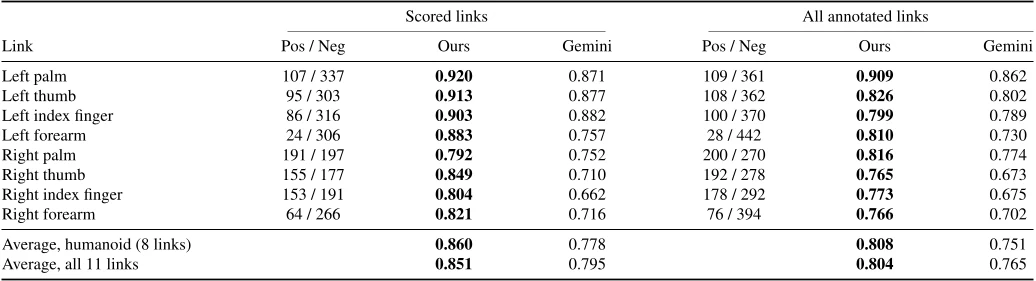 Scored links All annotated links
Link Pos / Neg Ours Gemini Pos / Neg Ours Gemini
Left palm 107 / 337 0.920 0.871 109 / 361 0.909 0.862
Left thumb 95 / 303 0.913 0.877 108 / 362 0.826 0.802
Left index finger 86 / 316 0.903 0.882 100 / 370 0.799 0.789
Left forearm 24 / 306 0.883 0.757 28 / 442 0.810 0.730
Right palm 191 / 197 0.792 0.752 200 / 270 0.816 0.774
Right thumb 155 / 177 0.849 0.710 192 / 278 0.765 0.673
Right index finger 153 / 191 0.804 0.662 178 / 292 0.773 0.675
Right forearm 64 / 266 0.821 0.716 76 / 394 0.766 0.702
Average, humanoid (8 links) 0.860 0.778 0.808 0.751
Average, all 11 links 0.851 0.795 0.804 0.765